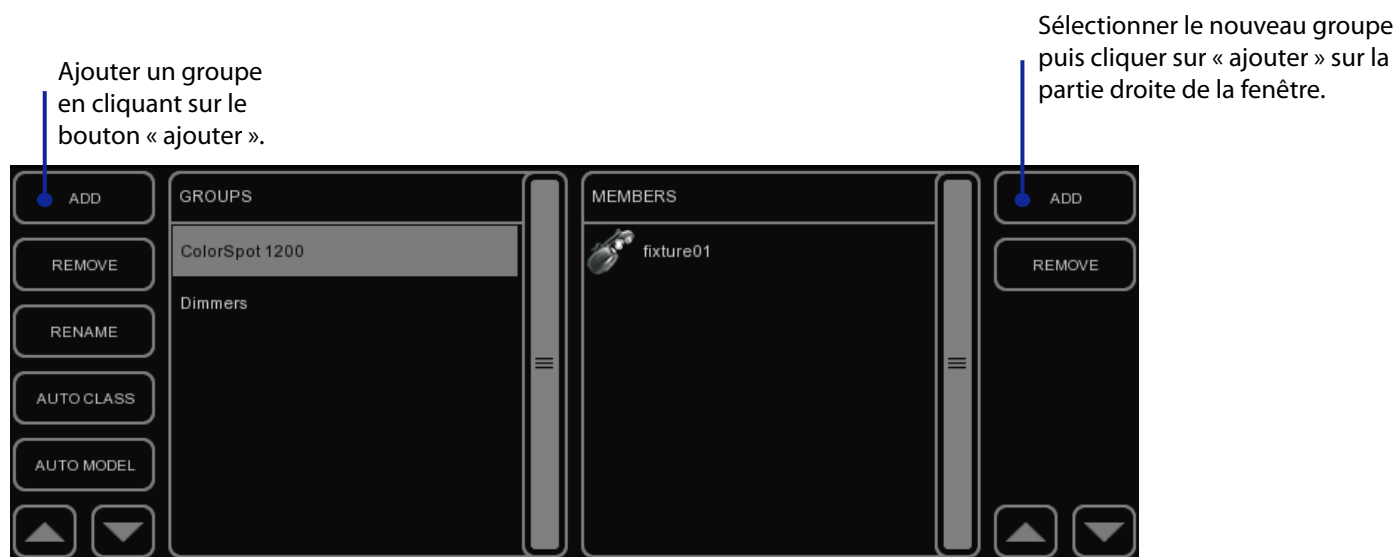 Sélectionner le nouveau groupe
puis cliquer sur « ajouter » sur la
partie droite de la fenêtre.
Ajouter un groupe
en cliquant sur le
bouton « ajouter ».
ADD
REMOVE
RENAME
AUTO CLASS
AUTO MODEL
GROUPS
ColorSpot 1200
Dimmers
MEMBERS
fixture01
ADD
REMOVE